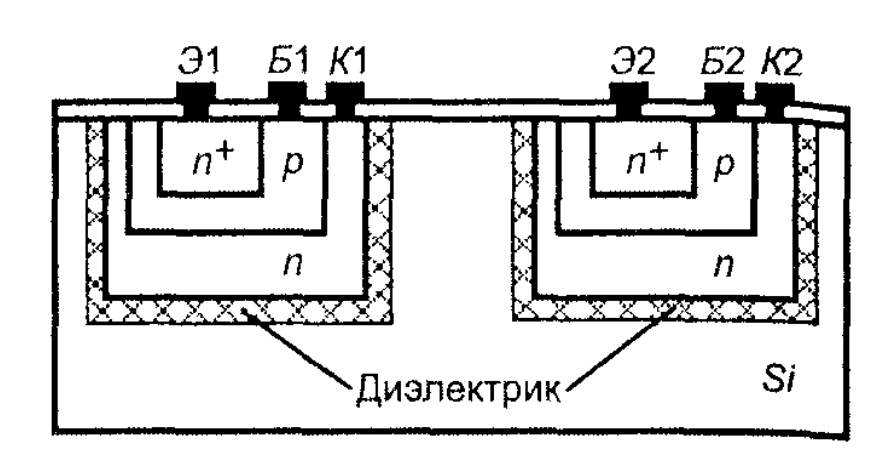 Э1 Б1 К1 Э2 Б2 К2
n+ p n+ p
n n
Диэлектрик Si